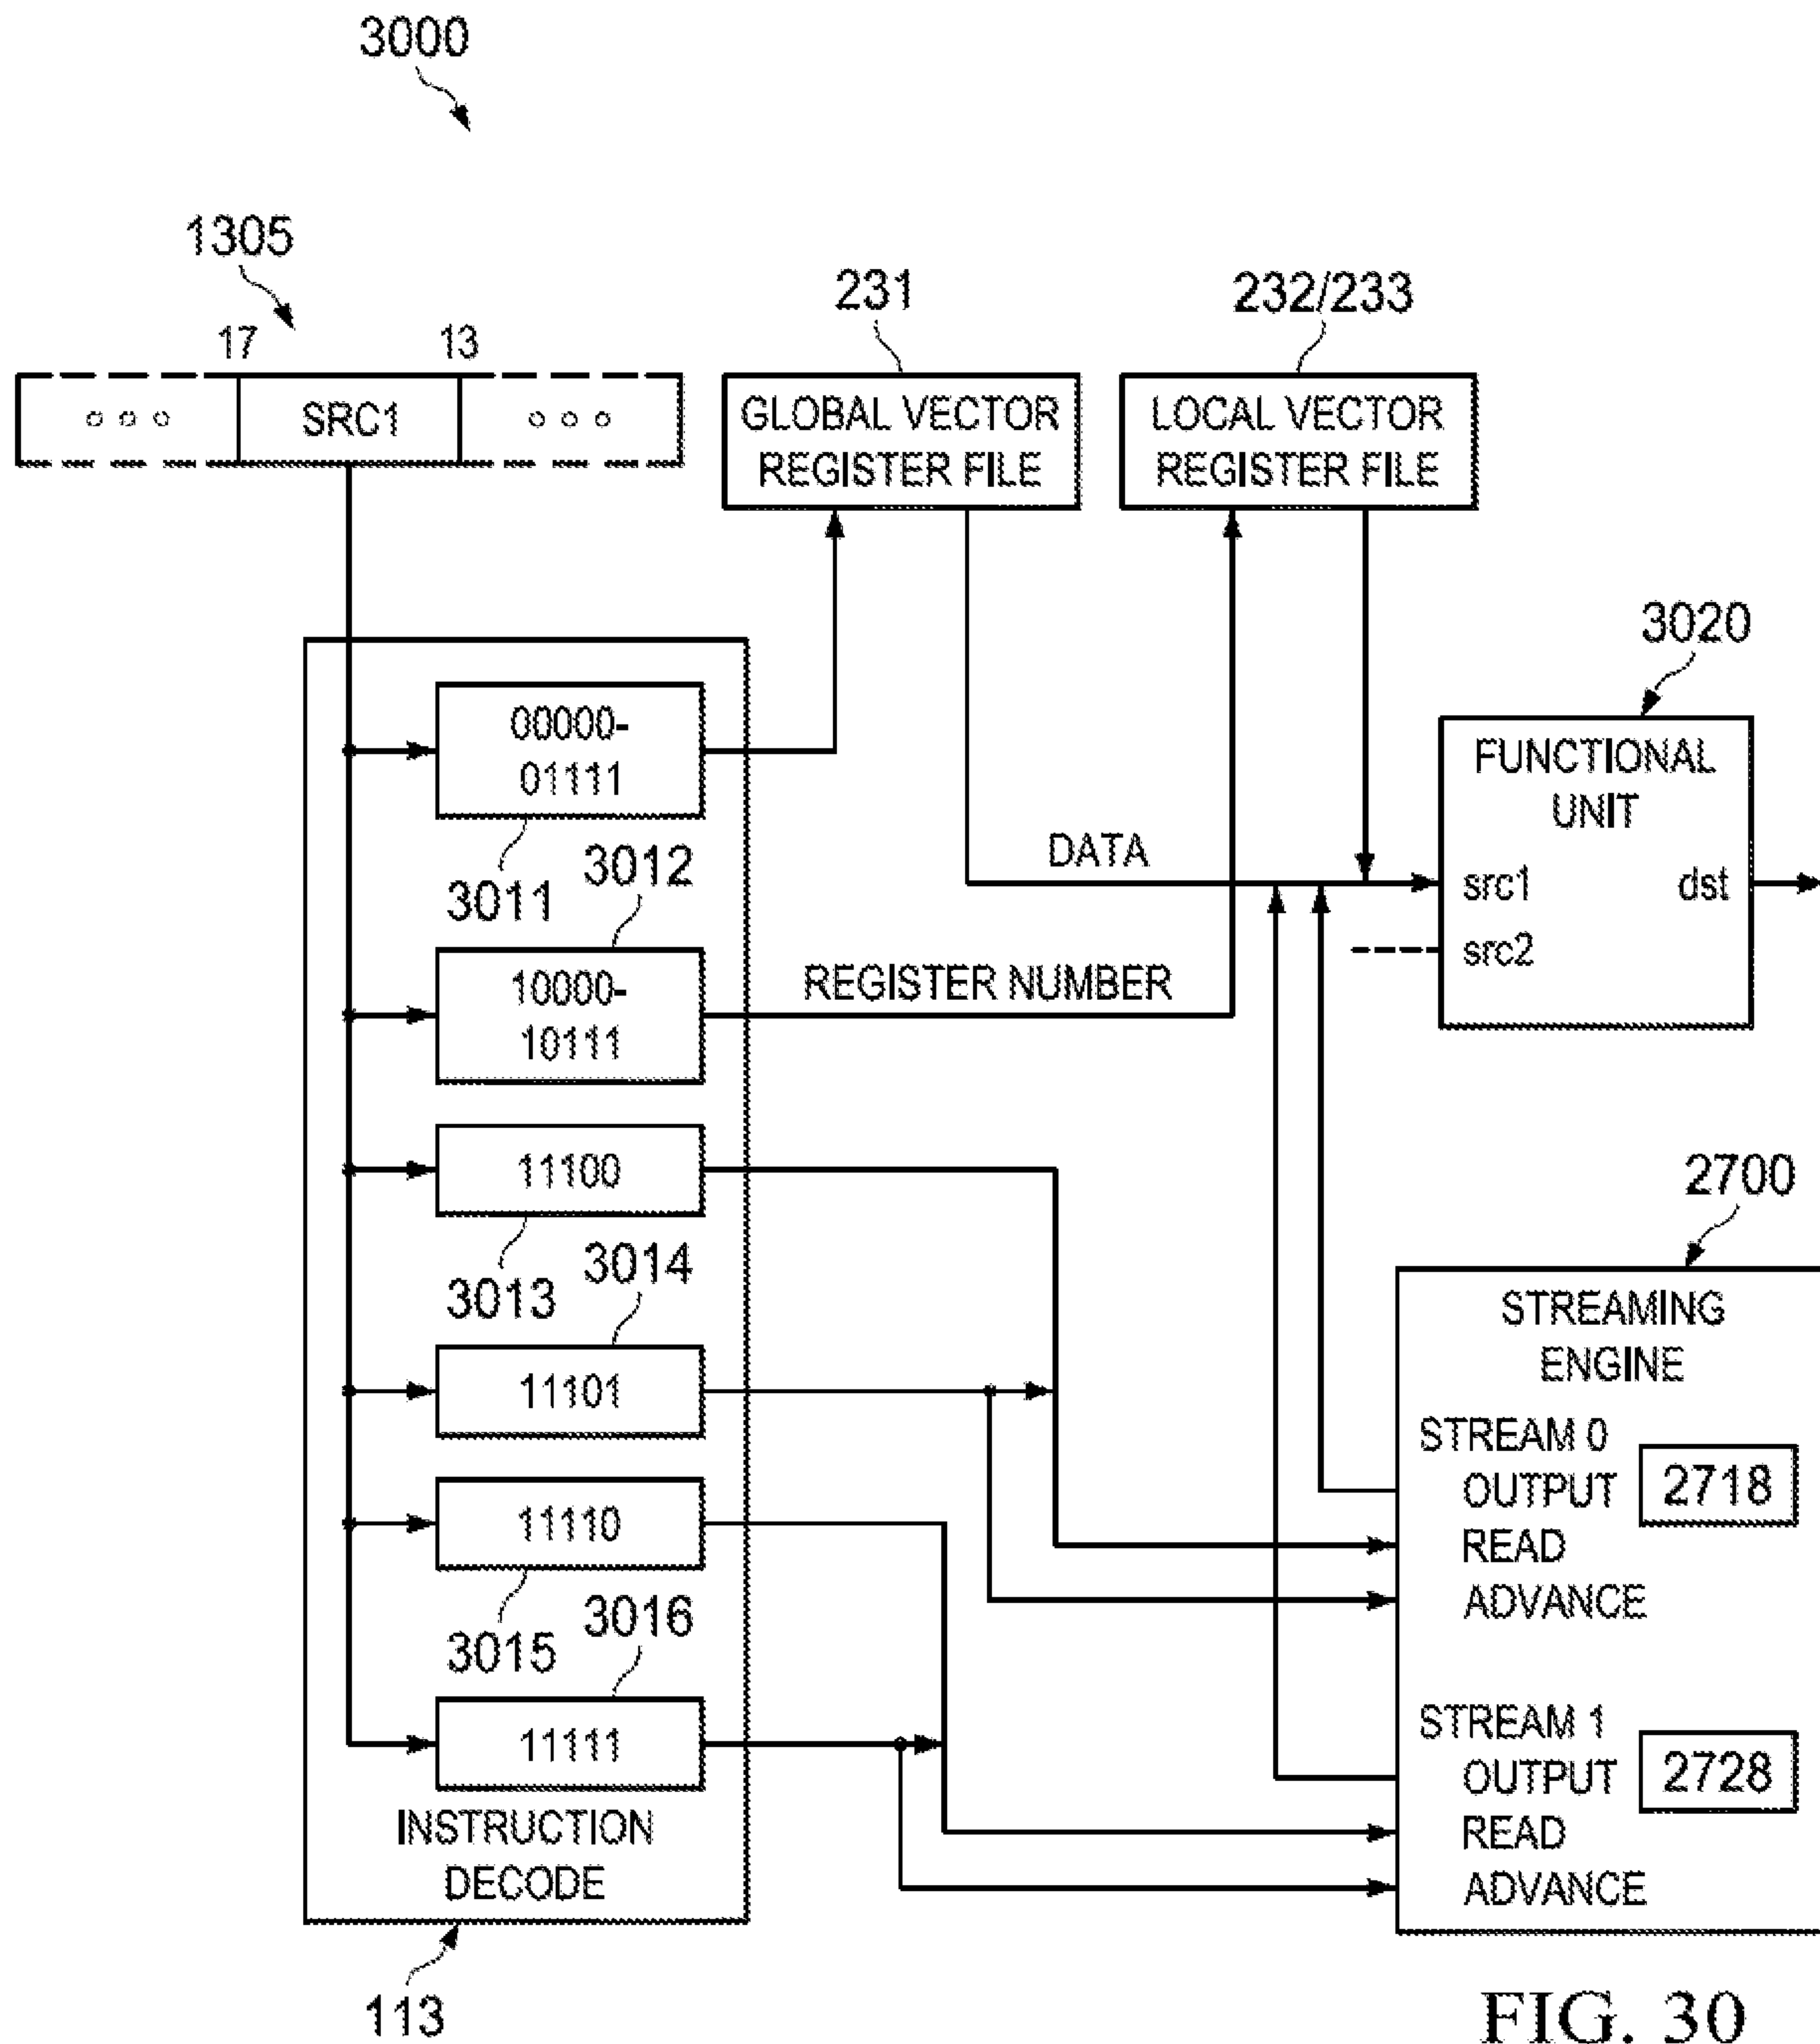 3000
1305
231
232/233
17
13
○ ○ ○
SRC1
○ ○ ○
GLOBAL VECTOR
REGISTER FILE
LOCAL VECTOR
REGISTER FILE
3020
00000-
01111
3011
FUNCTIONAL
UNIT
DATA
src1
dst
src2
3012
10000-
10111
REGISTER NUMBER
11100
3013
2700
3014
11101
STREAMING
ENGINE
STREAM 0
OUTPUT
2718
READ
ADVANCE
11110
3015
3016
11111
STREAM 1
OUTPUT
2728
READ
ADVANCE
INSTRUCTION
DECODE
113
FIG. 30